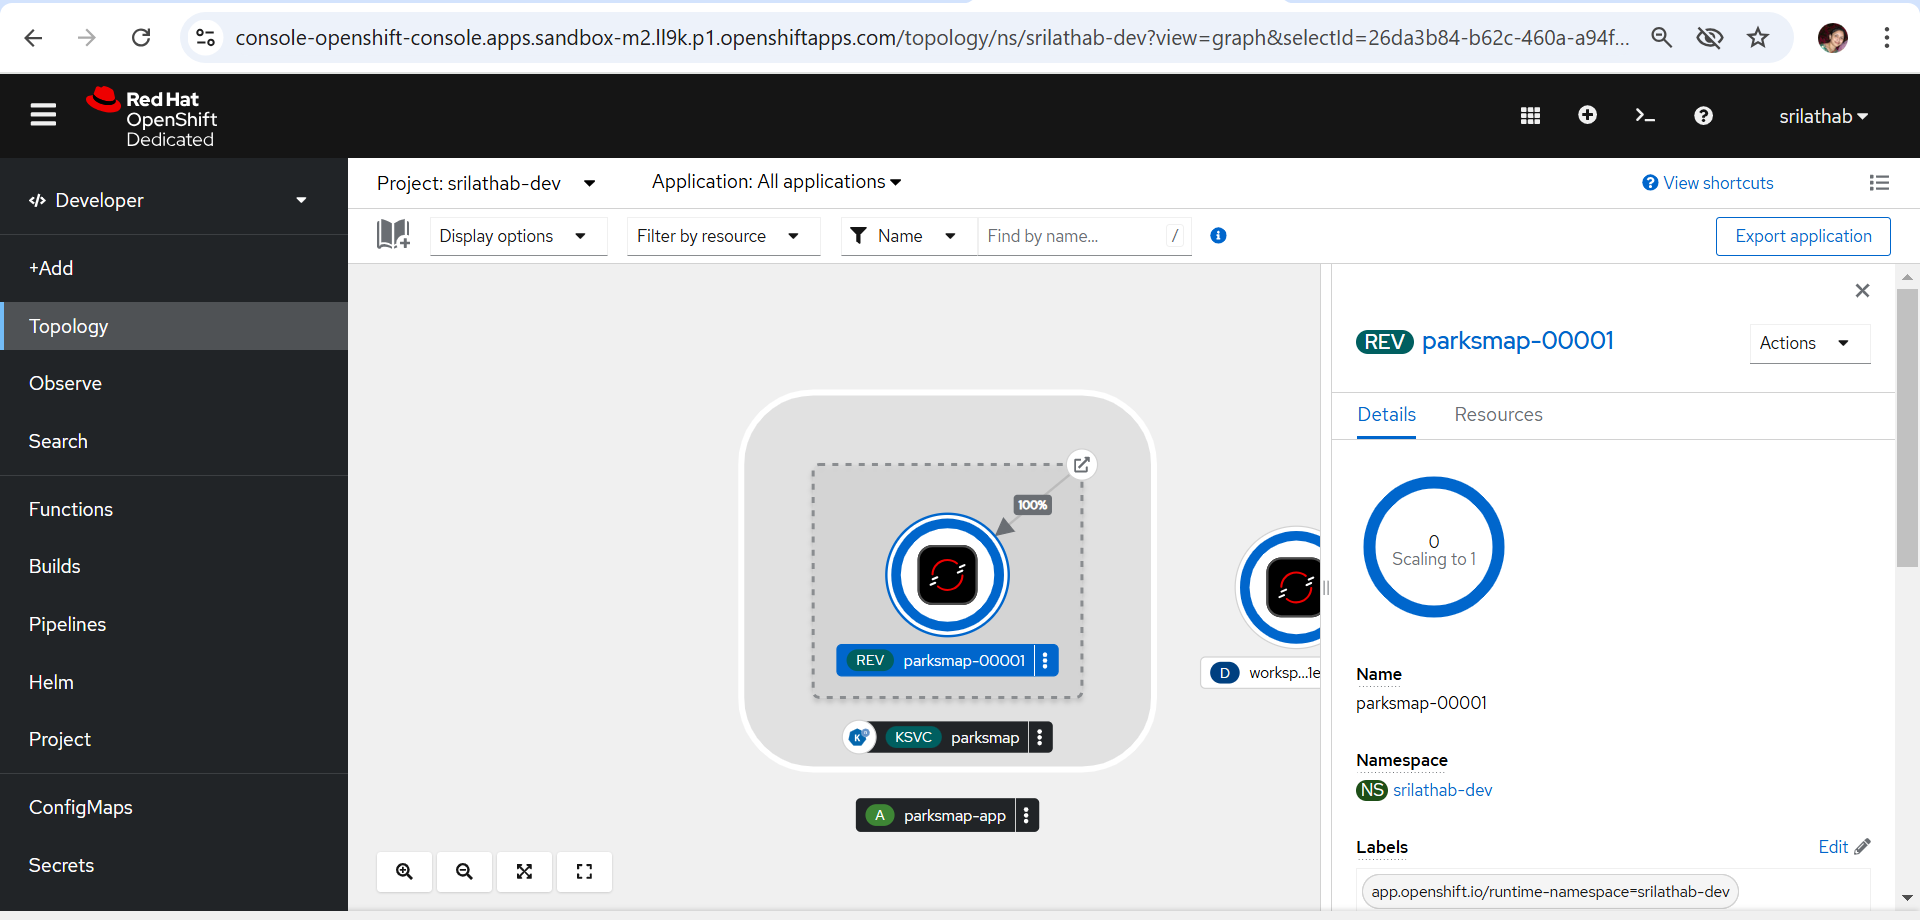 console-openshift-console.apps.sandbox-m2.ll9k.p1.openshiftapps.com/topology/ns/srilathab-dev?view=graph&selectId=26da3b84-b62c-460a-a94f...
Red Hat
OpenShift
Dedicated
srilathab
Developer
+Add
Topology
Observe
Search
Functions
Builds
Pipelines
Helm
Project
ConfigMaps
Secrets
Project: srilathab-dev
Application: All applications
View shortcuts
Display options
Filter by resource
Name
Find by name...
/
Export application
100%
REV parksmap-00001
KSVC parksmap
A parksmap-app
D worksp...1e
REV parksmap-00001
Actions
Details
Resources
0
Scaling to 1
Name
parksmap-00001
Namespace
NS srilathab-dev
Labels
Edit
app.openshift.io/runtime-namespace=srilathab-dev